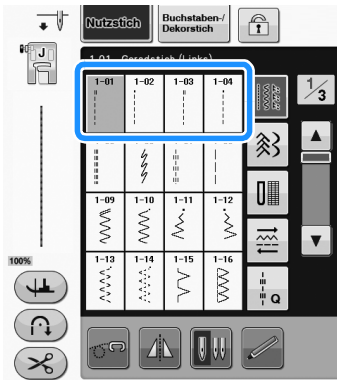 Nutzstich
Buchstaben-/
Dekorstich
J
1-01 Geradstich (Links)
1/3
1-01 1-02 1-03 1-04
1-09 1-10 1-11 1-12
100%
1-13 1-14 1-15 1-16
Q